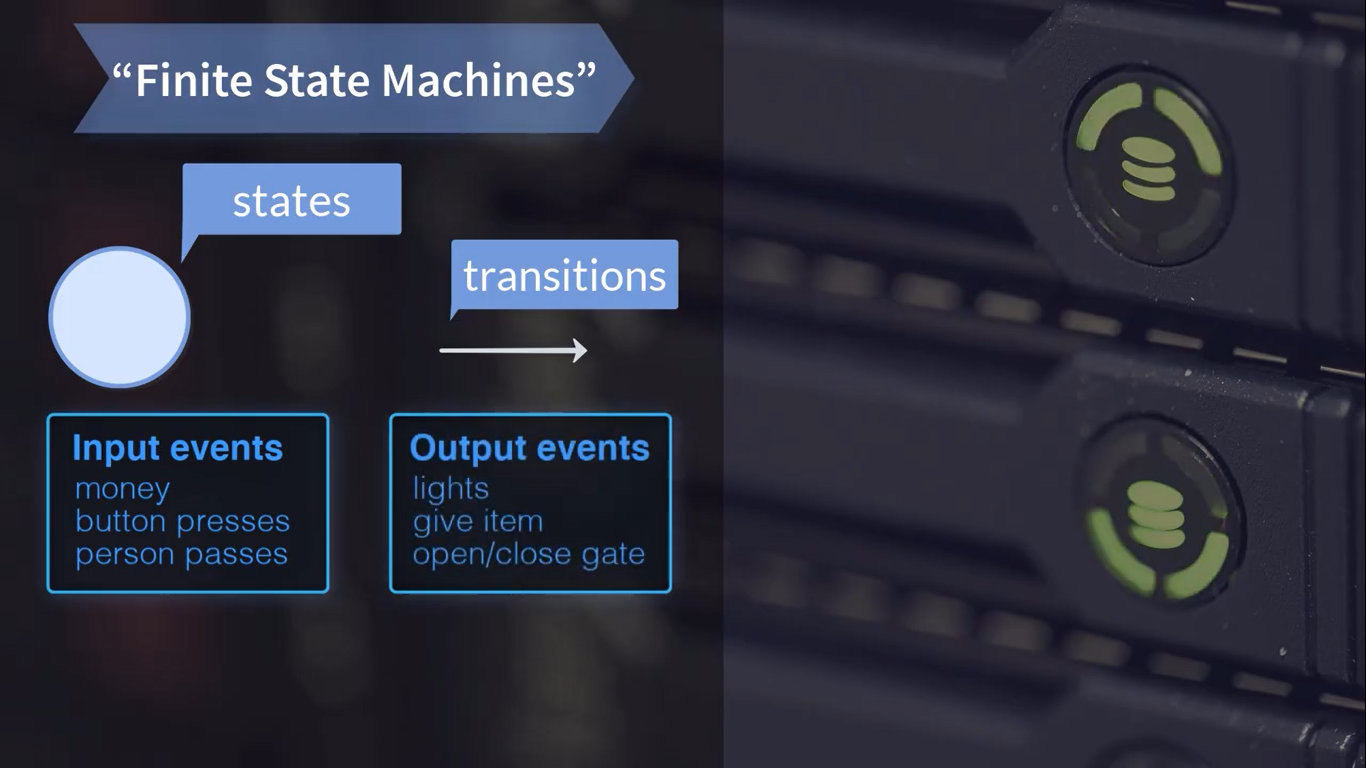 “Finite State Machines”
states
transitions
Input events
money
button presses
person passes
Output events
lights
give item
open/close gate